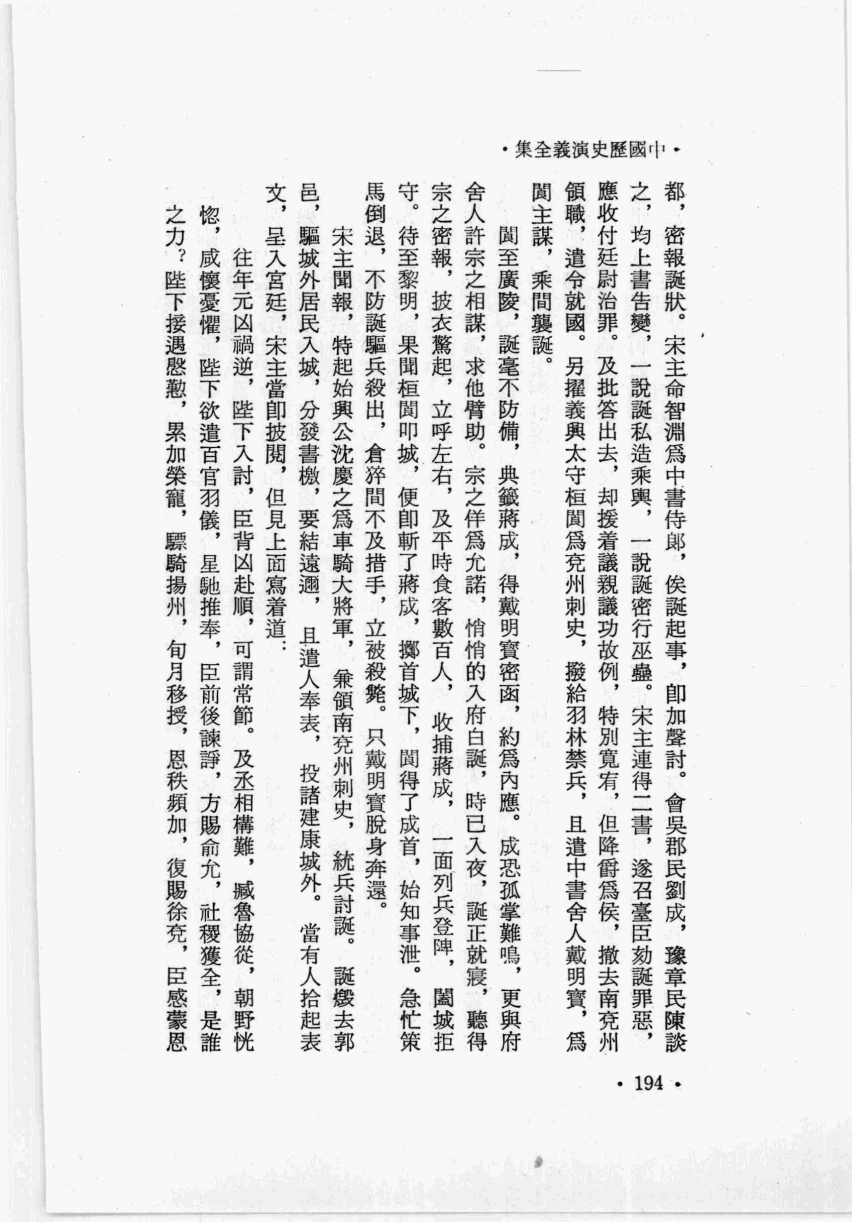 ·中國歷史演義全集·
都，密報誕狀。宋主命智淵爲中書侍郎，俟誕起事，卽加聲討。會吳郡民劉成，豫章民陳談
之，均上書告變，一說誕私造乘輿，一說誕密行巫蠱。宋主連得二書，遂召臺臣劾誕罪惡，
應收付廷尉治罪。及批答出去，却援着議親議功故例，特別寬宥，但降爵爲侯，撤去南兗州
領職，遣令就國。另擢義興太守桓閬爲兗州刺史，撥給羽林禁兵，且遣中書舍人戴明寶，爲
閬主謀，乘間襲誕。
閬至廣陵，誕毫不防備，典籤蔣成，得戴明寶密函，約爲內應。成恐孤掌難鳴，更與府
舍人許宗之相謀，求他臂助。宗之佯爲允諾，悄悄的入府白誕，時已入夜，誕正就寢，聽得
宗之密報，披衣驚起，立呼左右，及平時食客數百人，收捕蔣成，一面列兵登陴，闔城拒
守。待至黎明，果聞桓閬叩城，便卽斬了蔣成，擲首城下，閬得了成首，始知事泄。急忙策
馬倒退，不防誕驅兵殺出，倉猝間不及措手，立被殺斃。只戴明寶脫身奔還。
宋主聞報，特起始興公沈慶之爲車騎大將軍，兼領南兗州刺史，統兵討誕。誕燬去郭
邑，驅城外居民入城，分發書檄，要結遠邇，且遣人奉表，投諸建康城外。當有人拾起表
文，呈入宮廷，宋主當卽披閱，但見上面寫着道：
往年元凶禍逆，陛下入討，臣背凶赴順，可謂常節。及丞相構難，臧魯協從，朝野恍
惚，咸懷憂懼，陛下欲遣百官羽儀，星馳推奉，臣前後諫諍，方賜俞允，社稷獲全，是誰
之力？陛下接遇慇懃，累加榮寵，驃騎揚州，旬月移授，恩秩頻加，復賜徐兗，臣感蒙恩
·194·